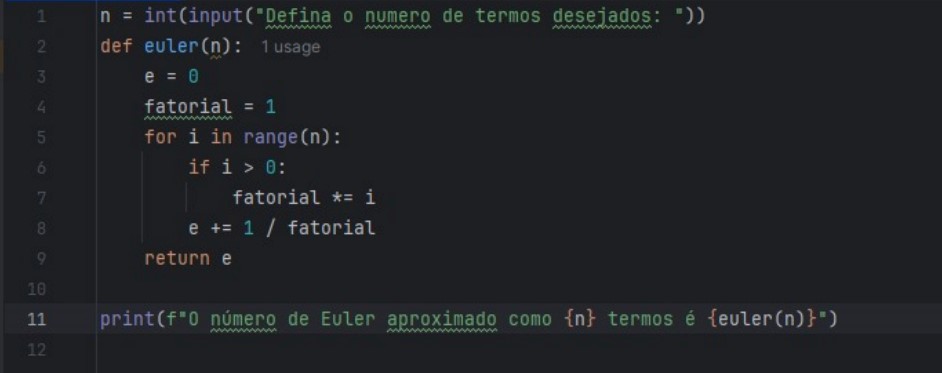 1 n = int(input("Defina o numero de termos desejados: "))
2 def euler(n): 1 usage
3     e = 0
4     fatorial = 1
5     for i in range(n):
6         if i > 0:
7             fatorial *= i
8         e += 1 / fatorial
9     return e
10
11 print(f"O número de Euler aproximado como {n} termos é {euler(n)}")
12